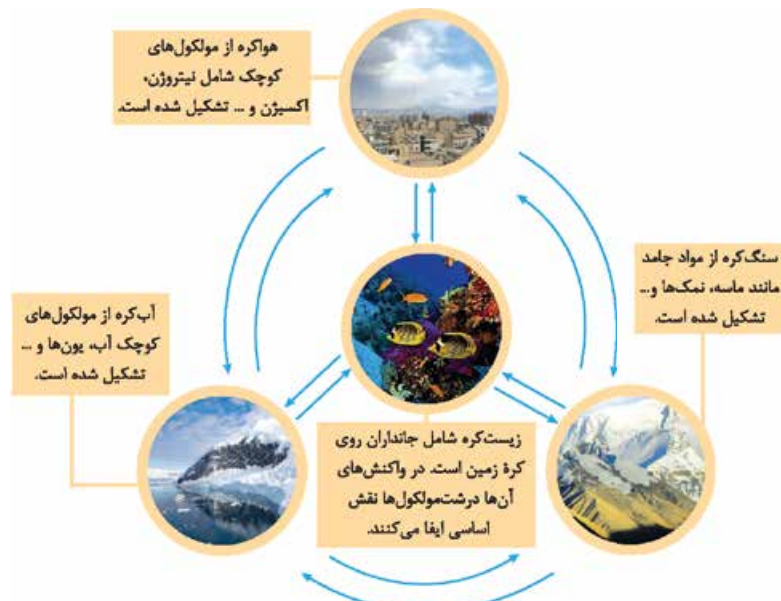 هواکره از مولکول‌های
کوچک شامل نیتروژن،
اکسیژن و ... تشکیل شده است.
سنگ‌کره از مواد جامد
مانند ماسه، نمک‌ها و...
تشکیل شده است.
آب‌کره از مولکول‌های
کوچک آب، یون‌ها و ...
تشکیل شده است.
زیست‌کره شامل جانداران روی
کرهٔ زمین است. در واکنش‌های
آن‌ها درشت‌مولکول‌ها نقش
اساسی ایفا می‌کنند.